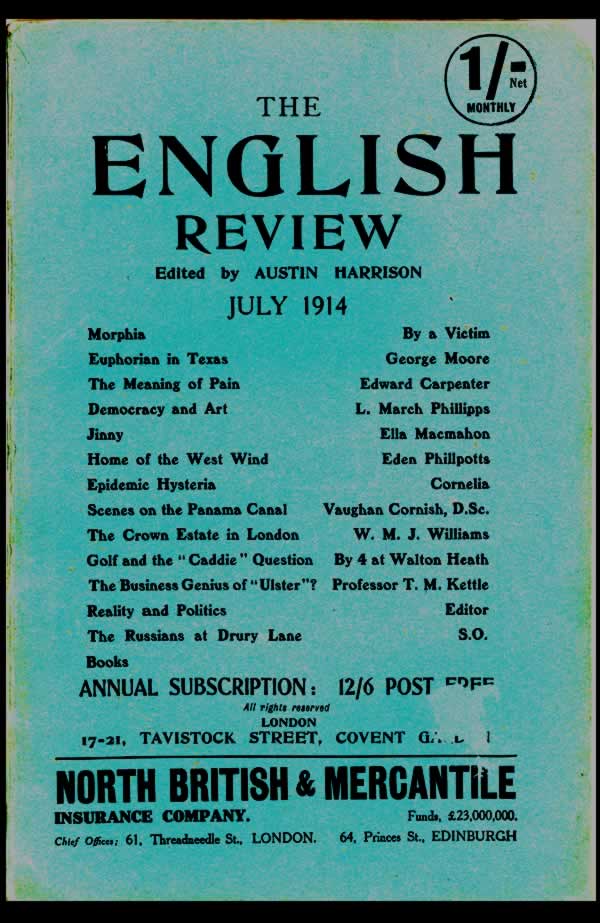 1/-
Net
MONTHLY
THE
ENGLISH
REVIEW
Edited by AUSTIN HARRISON
JULY 1914
Morphia By a Victim
Euphorian in Texas George Moore
The Meaning of Pain Edward Carpenter
Democracy and Art L. March Phillipps
Jinny Ella Macmahon
Home of the West Wind Eden Phillpotts
Epidemic Hysteria Cornelia
Scenes on the Panama Canal Vaughan Cornish, D.Sc.
The Crown Estate in London W. M. J. Williams
Golf and the "Caddie" Question By 4 at Walton Heath
The Business Genius of "Ulster"? Professor T. M. Kettle
Reality and Politics Editor
The Russians at Drury Lane S.O.
Books
ANNUAL SUBSCRIPTION: 12/6 POST FREE
All rights reserved
LONDON
17-21, TAVISTOCK STREET, COVENT
NORTH BRITISH & MERCANTILE
INSURANCE COMPANY. Funds, £23,000,000.
Chief Offices: 61, Threadneedle St., LONDON. 64, Princes St., EDINBURGH